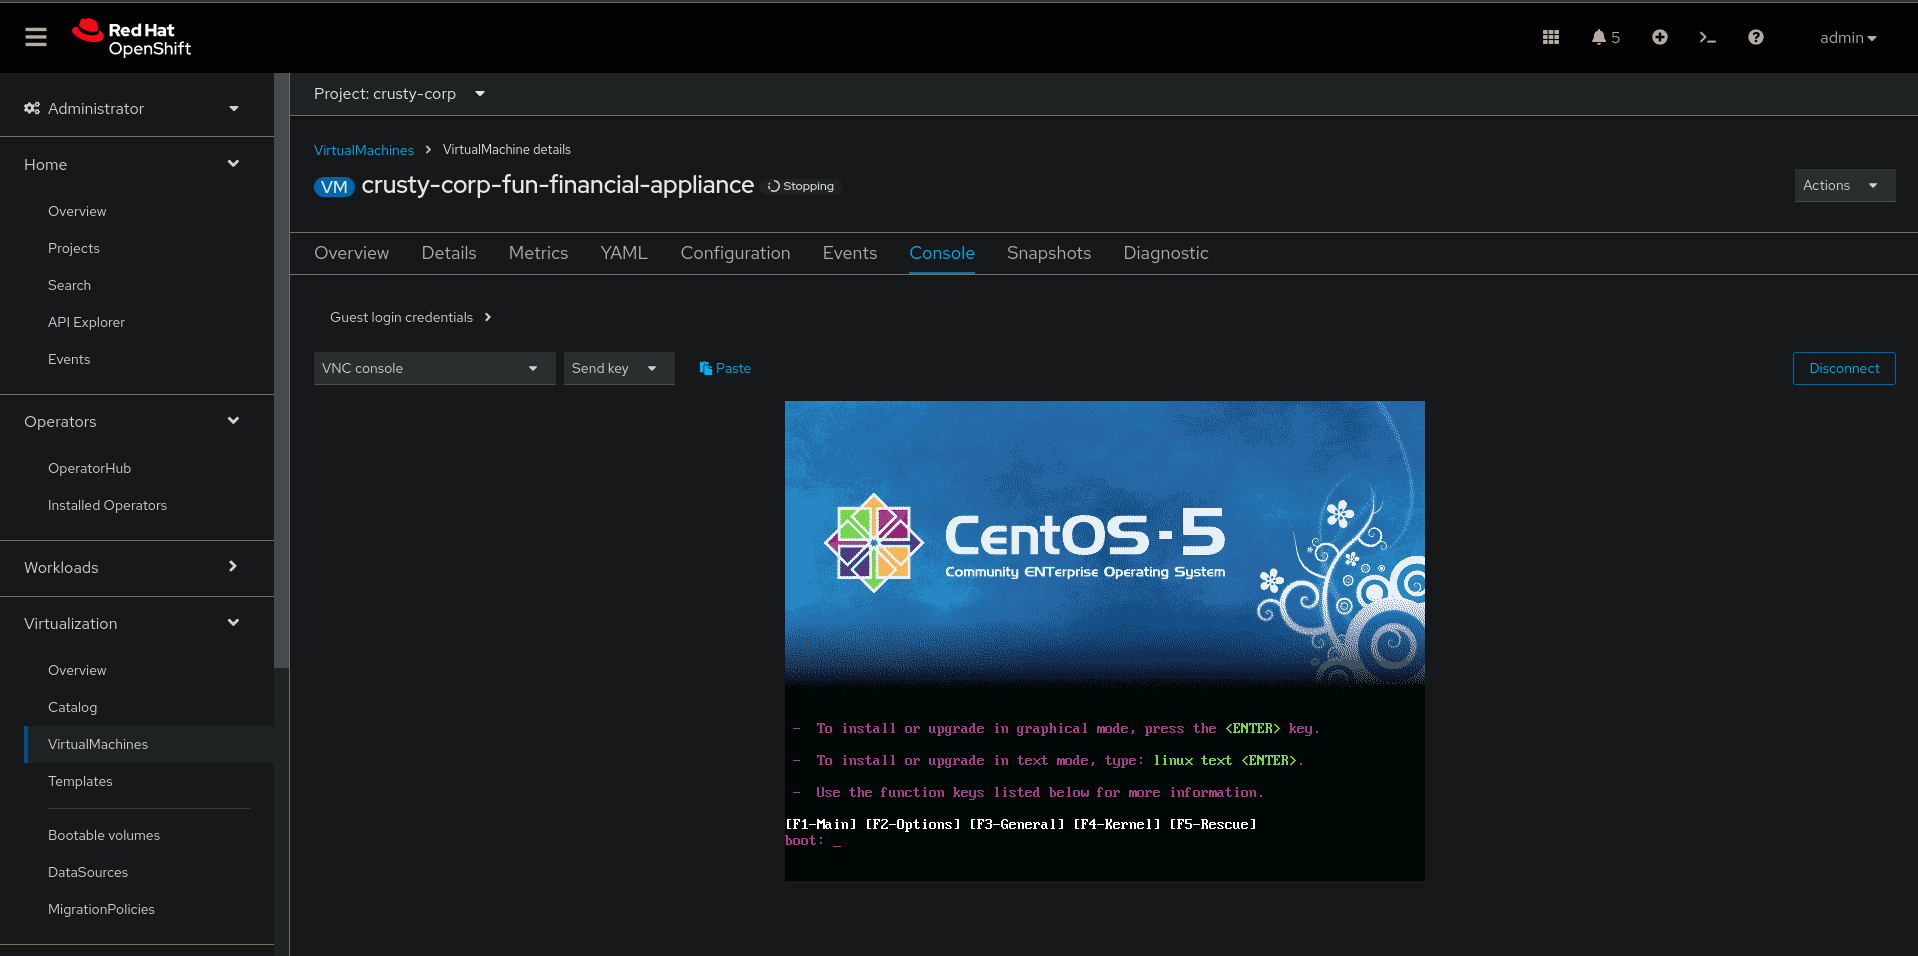 Red Hat
OpenShift
5
admin
Administrator
Home
Overview
Projects
Search
API Explorer
Events
Operators
OperatorHub
Installed Operators
Workloads
Virtualization
Overview
Catalog
VirtualMachines
Templates
Bootable volumes
DataSources
MigrationPolicies
Project: crusty-corp
VirtualMachines > VirtualMachine details
VM crusty-corp-fun-financial-appliance Stopping
Actions
Overview Details Metrics YAML Configuration Events Console Snapshots Diagnostic
Guest login credentials >
VNC console Send key Paste Disconnect
CentOS-5
Community ENTerprise Operating System
- To install or upgrade in graphical mode, press the <ENTER> key.
- To install or upgrade in text mode, type: linux text <ENTER>.
- Use the function keys listed below for more information.
[F1-Main] [F2-Options] [F3-General] [F4-Kernel] [F5-Rescue]
boot: _